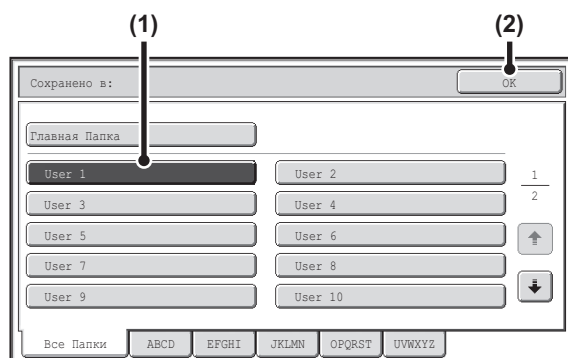 (1) (2)
Сохранено в: OK
Главная Папка
User 1 User 2 1
User 3 User 4 2
User 5 User 6
User 7 User 8
User 9 User 10
Все Папки ABCD EFGHI JKLMN OPQRST UVWXYZ